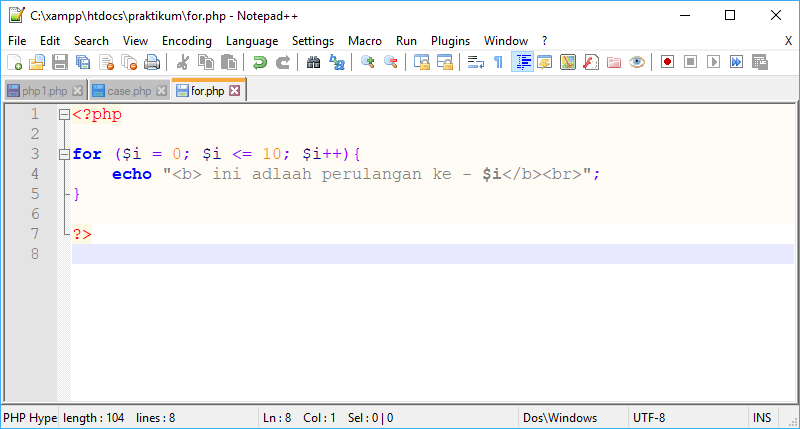 C:\xampp\htdocs\praktikum\for.php - Notepad++
File Edit Search View Encoding Language Settings Macro Run Plugins Window ? X
php1.php case.php for.php
1 <?php
2
3 for ($i = 0; $i <= 10; $i++){
4 echo "<b> ini adlaah perulangan ke - $i</b><br>";
5 }
6
7 ?>
8
PHP Hype length : 104 lines : 8 Ln : 8 Col : 1 Sel : 0 | 0 Dos\Windows UTF-8 INS